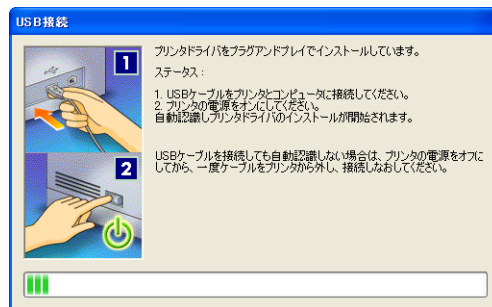 USB接続
1
プリンタドライバをプラグアンドプレイでインストールしています。
ステータス：
1. USBケーブルをプリンタとコンピュータに接続してください。
2. プリンタの電源をオンにしてください。
自動認識しプリンタドライバのインストールが開始されます。
2
USBケーブルを接続しても自動認識しない場合は、プリンタの電源をオフに
してから、一度ケーブルをプリンタから外し、接続しなおしてください。